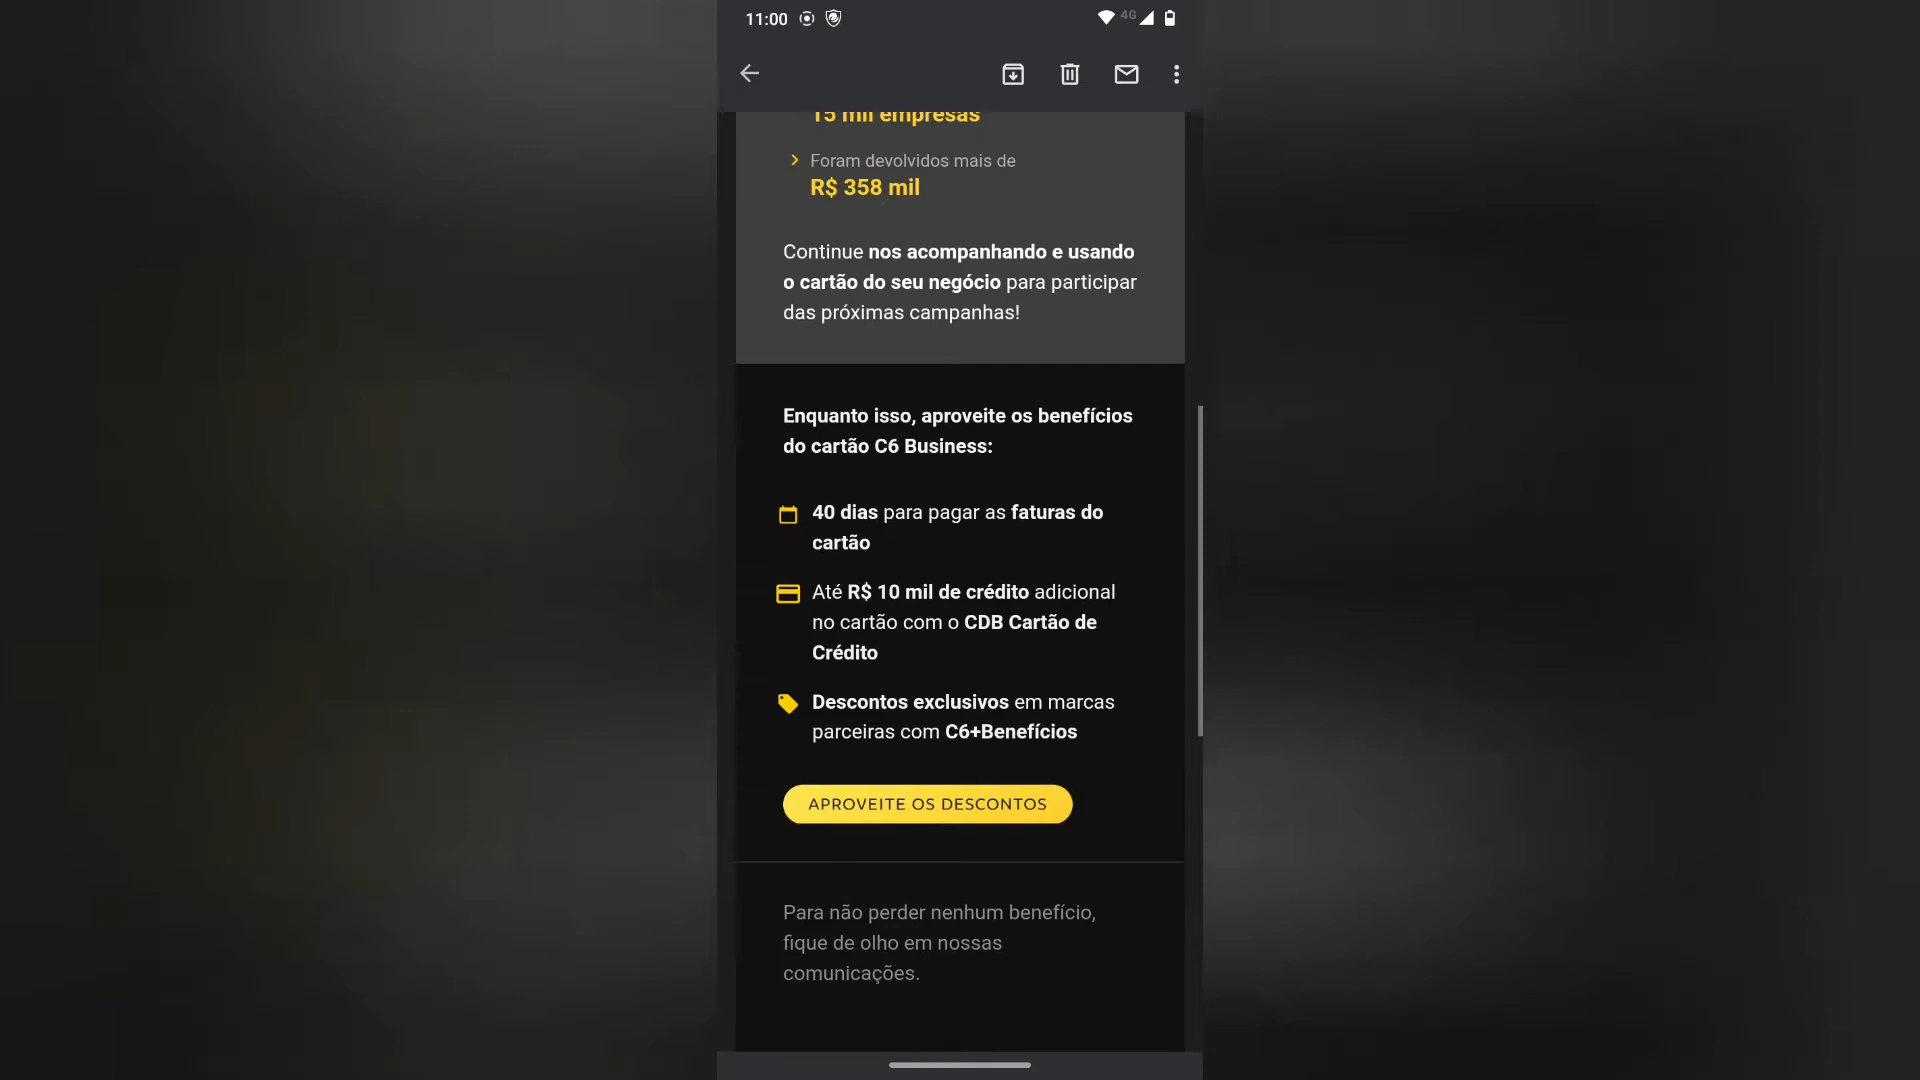 11:00
4G
15 mil empresas
Foram devolvidos mais de
R$ 358 mil
Continue nos acompanhando e usando
o cartão do seu negócio para participar
das próximas campanhas!
Enquanto isso, aproveite os benefícios
do cartão C6 Business:
40 dias para pagar as faturas do
cartão
Até R$ 10 mil de crédito adicional
no cartão com o CDB Cartão de
Crédito
Descontos exclusivos em marcas
parceiras com C6+Benefícios
APROVEITE OS DESCONTOS
Para não perder nenhum benefício,
fique de olho em nossas
comunicações.